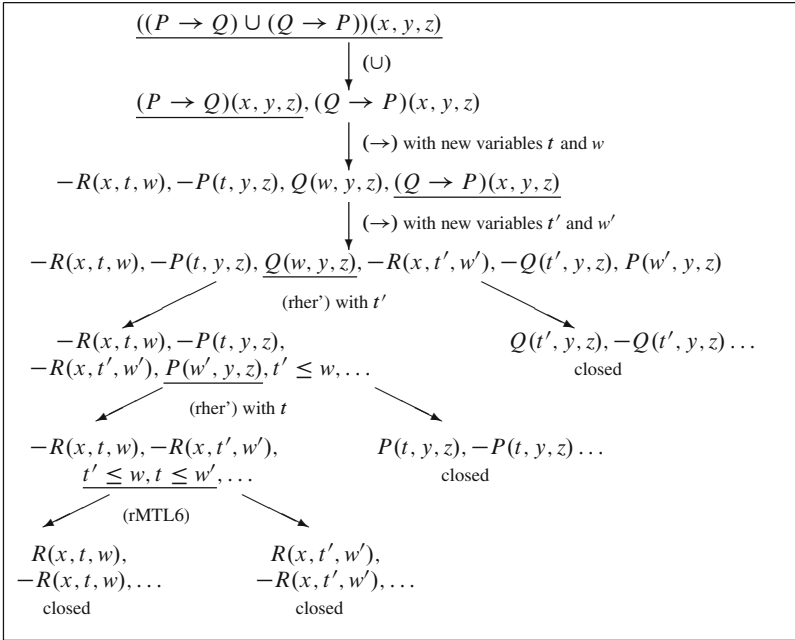 ((P → Q) ∪ (Q → P))(x, y, z)
(∪)
(P → Q)(x, y, z), (Q → P)(x, y, z)
(→) with new variables t and w
−R(x, t, w), −P(t, y, z), Q(w, y, z), (Q → P)(x, y, z)
(→) with new variables t′ and w′
−R(x, t, w), −P(t, y, z), Q(w, y, z), −R(x, t′, w′), −Q(t′, y, z), P(w′, y, z)
(rher’) with t′
−R(x, t, w), −P(t, y, z),
−R(x, t′, w′), P(w′, y, z), t′ ≤ w, ...
Q(t′, y, z), −Q(t′, y, z) ...
closed
(rher’) with t
−R(x, t, w), −R(x, t′, w′),
t′ ≤ w, t ≤ w′, ...
P(t, y, z), −P(t, y, z) ...
closed
(rMTL6)
R(x, t, w),
−R(x, t, w), ...
closed
R(x, t′, w′),
−R(x, t′, w′), ...
closed